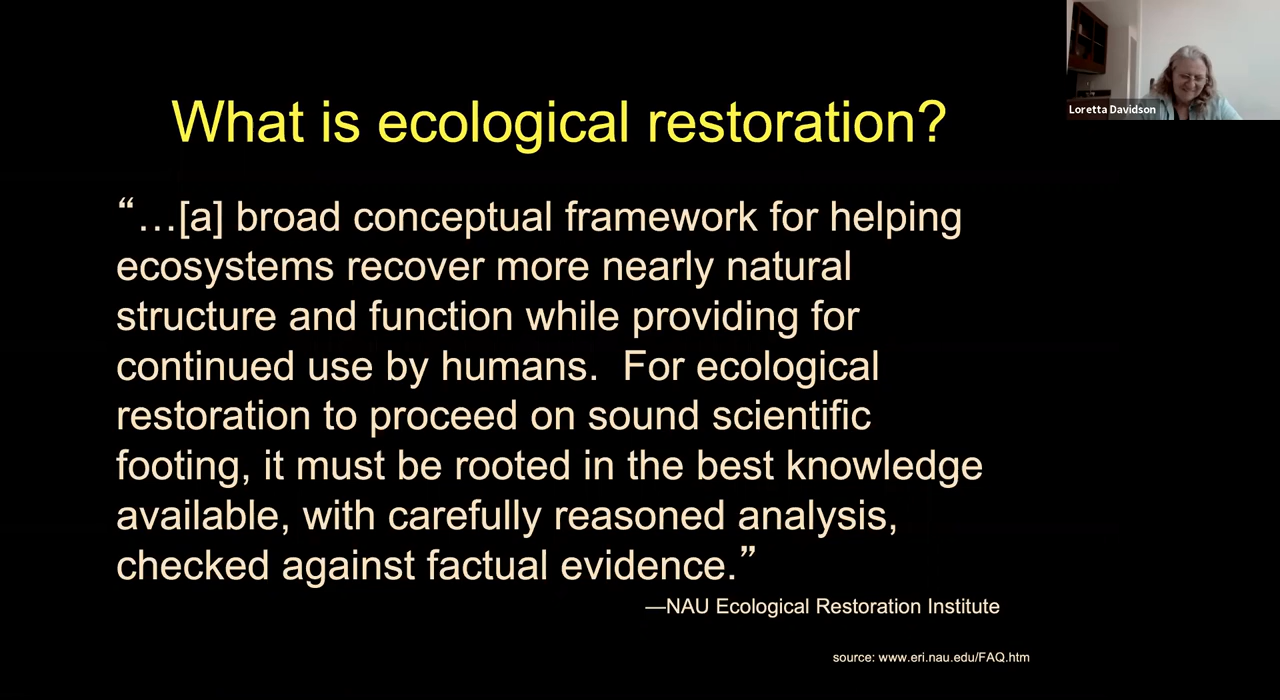 Loretta Davidson
What is ecological restoration?
“…[a] broad conceptual framework for helping
ecosystems recover more nearly natural
structure and function while providing for
continued use by humans.  For ecological
restoration to proceed on sound scientific
footing, it must be rooted in the best knowledge
available, with carefully reasoned analysis,
checked against factual evidence.”
—NAU Ecological Restoration Institute
source: www.eri.nau.edu/FAQ.htm